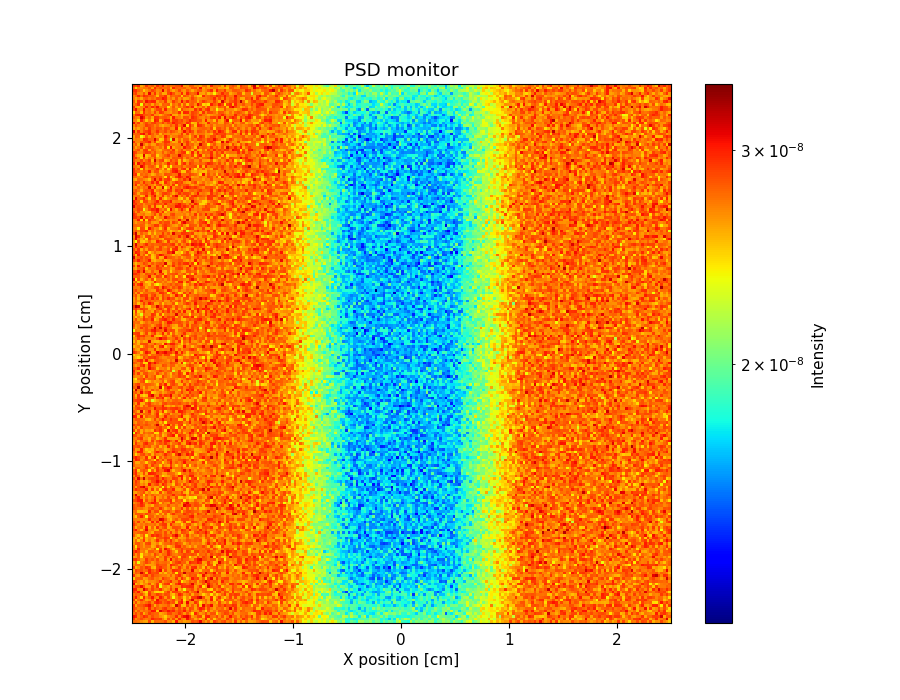 PSD monitor
Y position [cm]
2
1
0
−1
−2
−2
−1
0
1
2
X position [cm]
3 × 10⁻⁸
2 × 10⁻⁸
Intensity